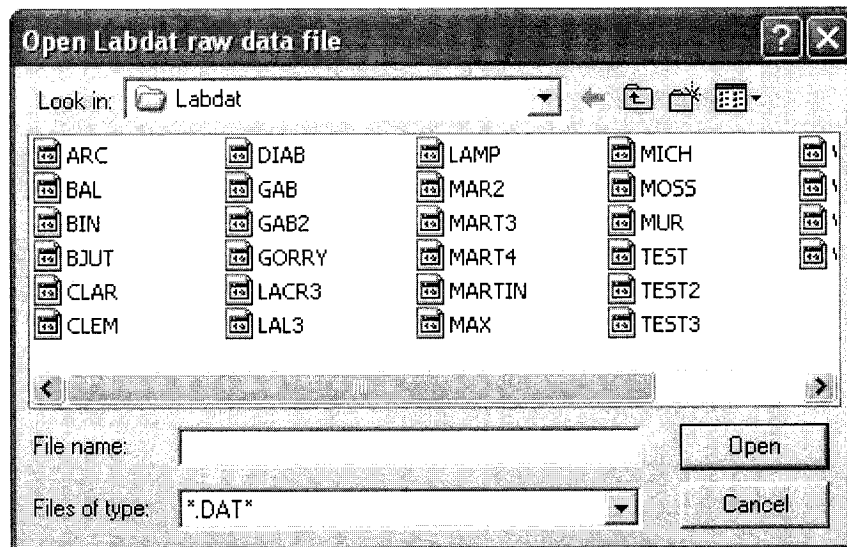 Open Labdat raw data file
Look in: Labdat
ARC DIAB LAMP MICH
BAL GAB MAR2 MOSS
BIN GAB2 MART3 MUR
BJUT GORRY MART4 TEST
CLAR LACR3 MARTIN TEST2
CLEM LAL3 MAX TEST3
File name: Open
Files of type: *.DAT* Cancel